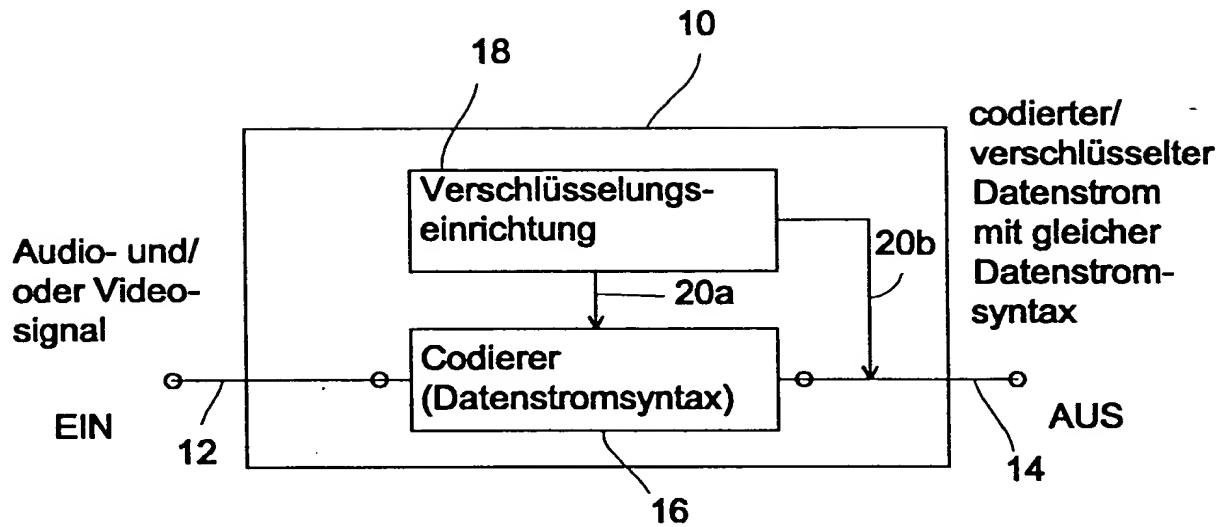 10
18
codierter/
verschlüsselter
Datenstrom
mit gleicher
Datenstrom-
syntax
Verschlüsselungs-
einrichtung
Audio- und/
oder Video-
signal
20b
20a
Codierer
(Datenstromsyntax)
EIN
12
AUS
14
16